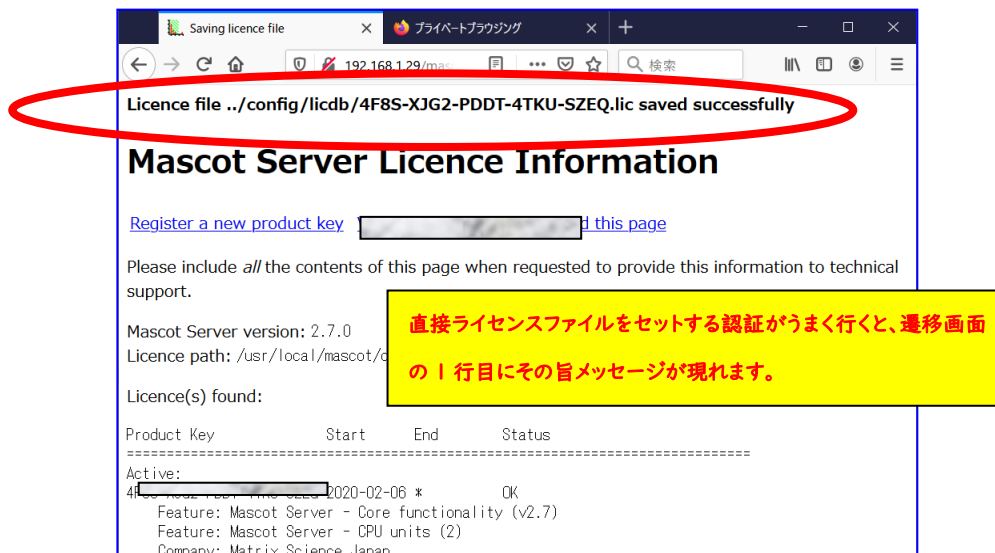 Saving licence file
プライベートブラウジング
192.168.1.29/mas
検索
Licence file ../config/licdb/4F8S-XJG2-PDDT-4TKU-SZEQ.lic saved successfully
Mascot Server Licence Information
Register a new product key this page
Please include all the contents of this page when requested to provide this information to technical
support.
直接ライセンスファイルをセットする認証がうまく行くと、遷移画面
の1行目にその旨メッセージが現れます。
Mascot Server version: 2.7.0
Licence path: /usr/local/mascot/
Licence(s) found:
Product Key Start End Status
===========================================================================
Active:
2020-02-06 * OK
Feature: Mascot Server - Core functionality (v2.7)
Feature: Mascot Server - CPU units (2)
Company: Matrix Science Japan